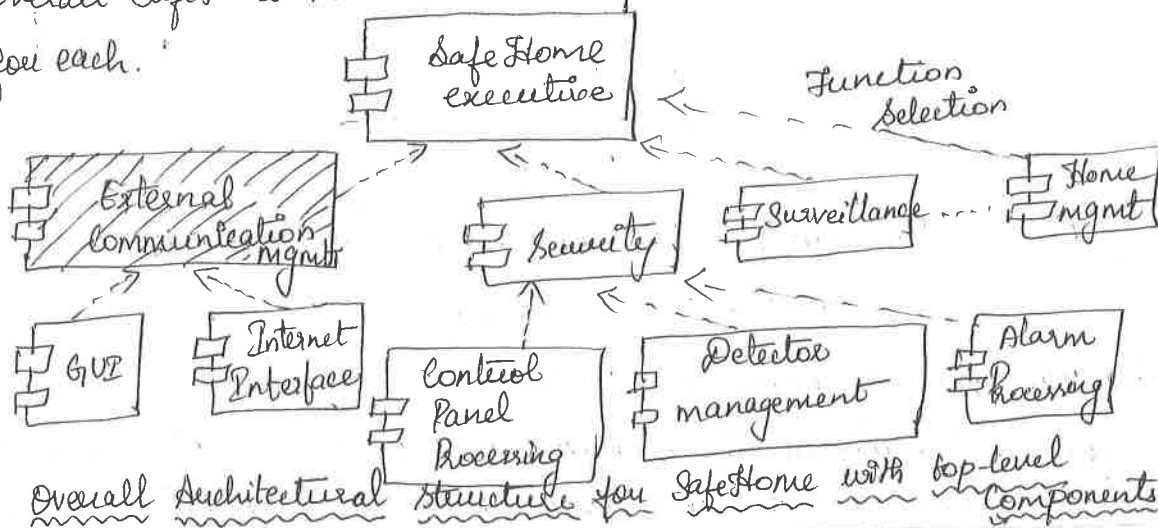 overall
for each.
SafeHome
executive
Function
Selection
External
Communication
mgmt
Security
Surveillance
Home
mgmt
GUI
Internet
Interface
Control
Panel
Processing
Detector
management
Alarm
Processing
Overall Architectural structure for SafeHome with top-level
Components